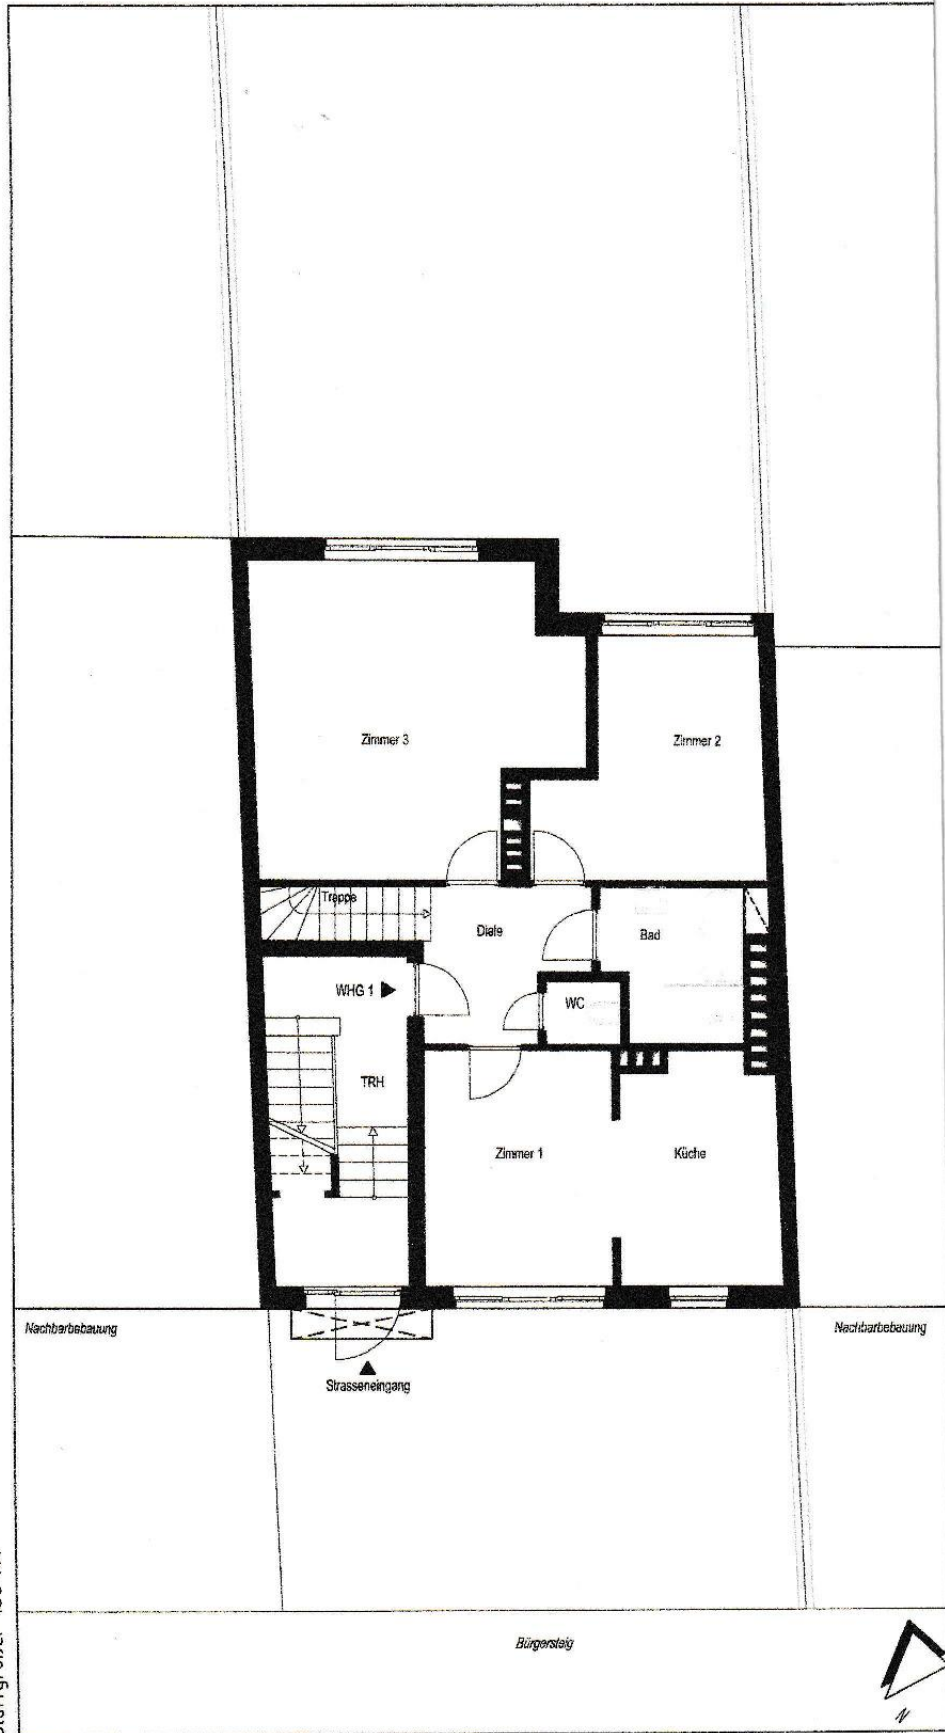 Zimmer 3
Zimmer 2
Treppe
Diele
Bad
WHG 1
WC
TRH
Zimmer 1
Küche
Nachbarbebauung
Nachbarbebauung
Strasseneingang
Bürgersteig
N